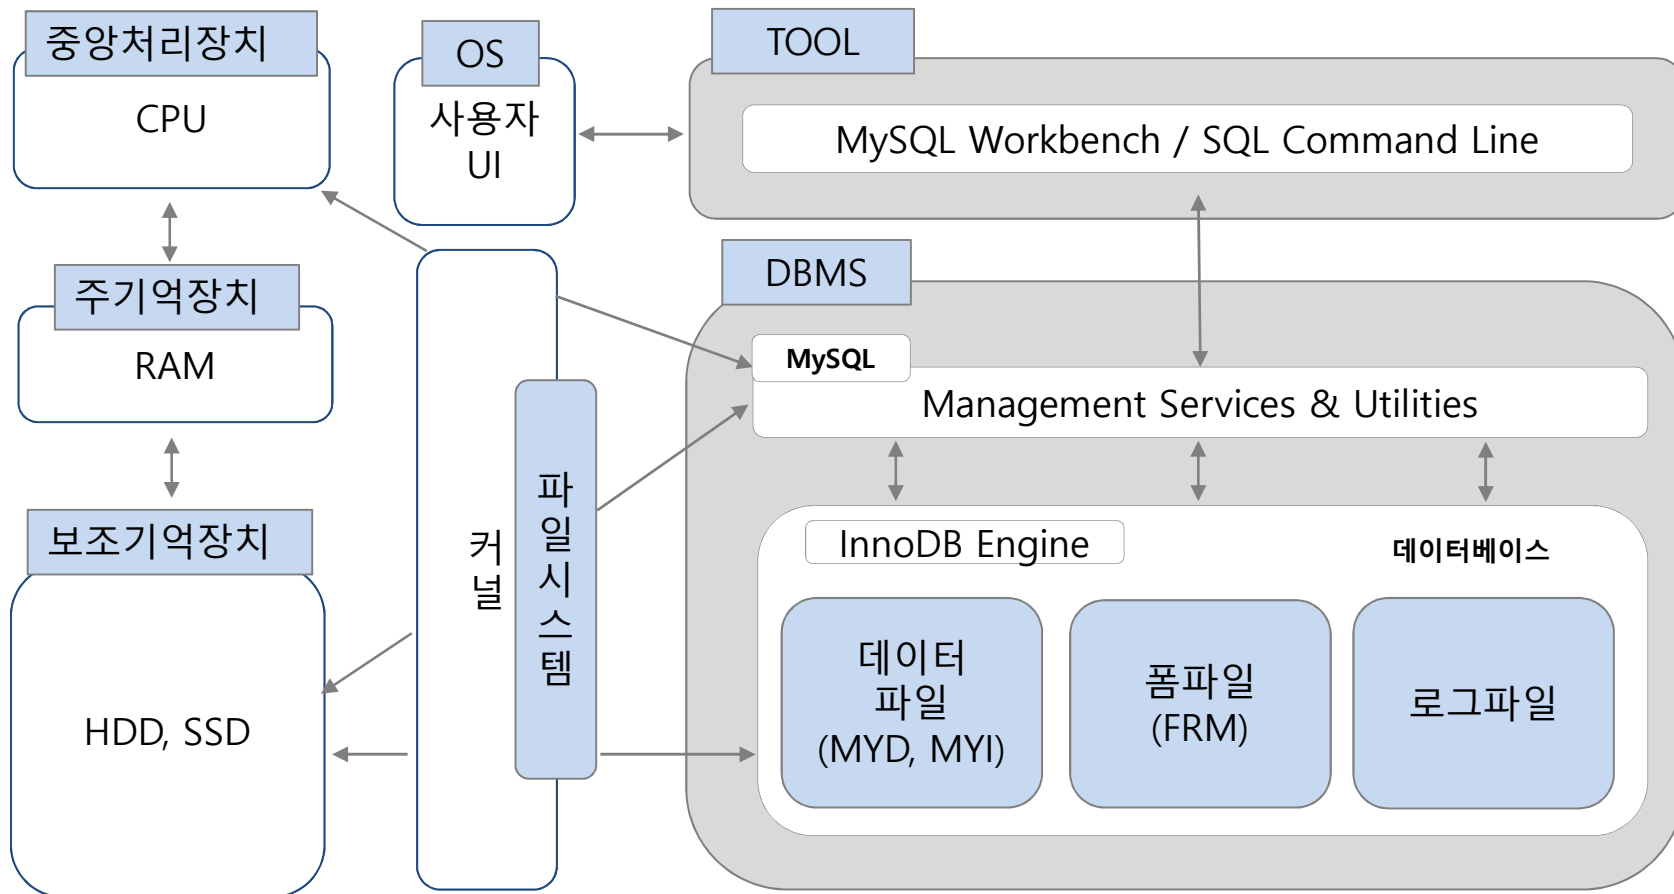 중앙처리장치
CPU
주기억장치
RAM
보조기억장치
HDD, SSD
OS
사용자
UI
커
널
파
일
시
스
템
TOOL
MySQL Workbench / SQL Command Line
DBMS
MySQL
Management Services & Utilities
InnoDB Engine
데이터베이스
데이터
파일
(MYD, MYI)
폼파일
(FRM)
로그파일